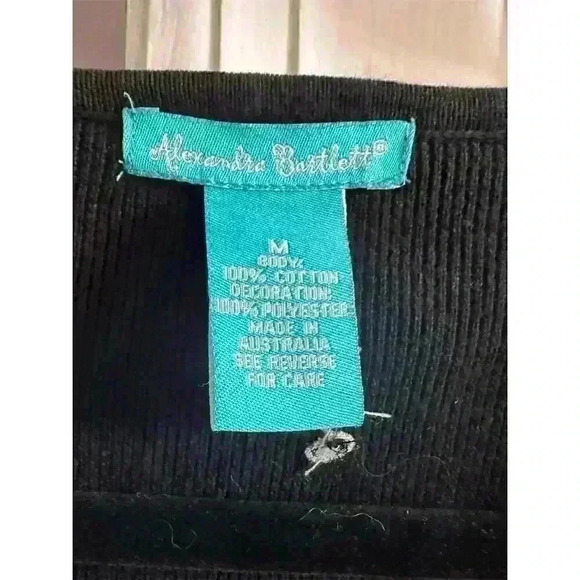 Alexandra Bartlett®
M
BODY:
100% COTTON
DECORATION:
100% POLYESTER
MADE IN
AUSTRALIA
SEE REVERSE
FOR CARE